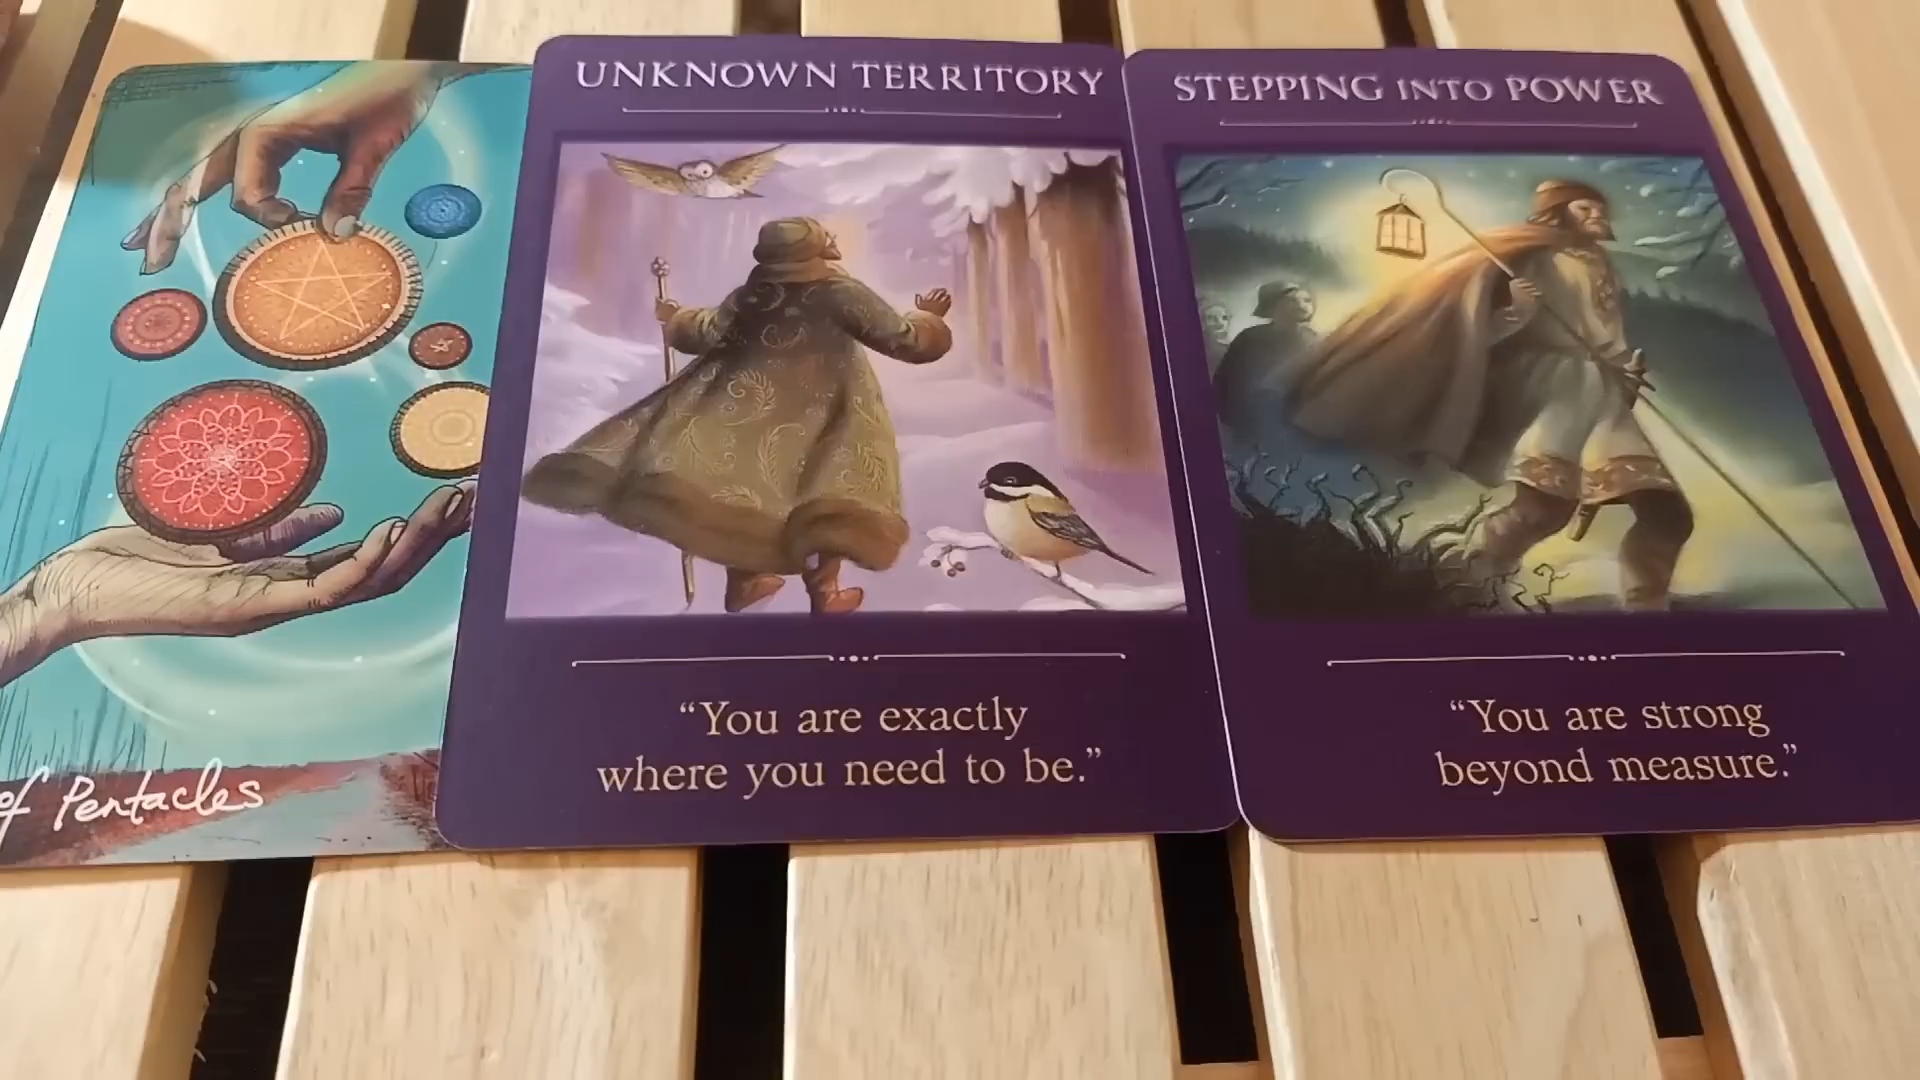 of Pentacles
UNKNOWN TERRITORY
"You are exactly
where you need to be."
STEPPING INTO POWER
"You are strong
beyond measure."